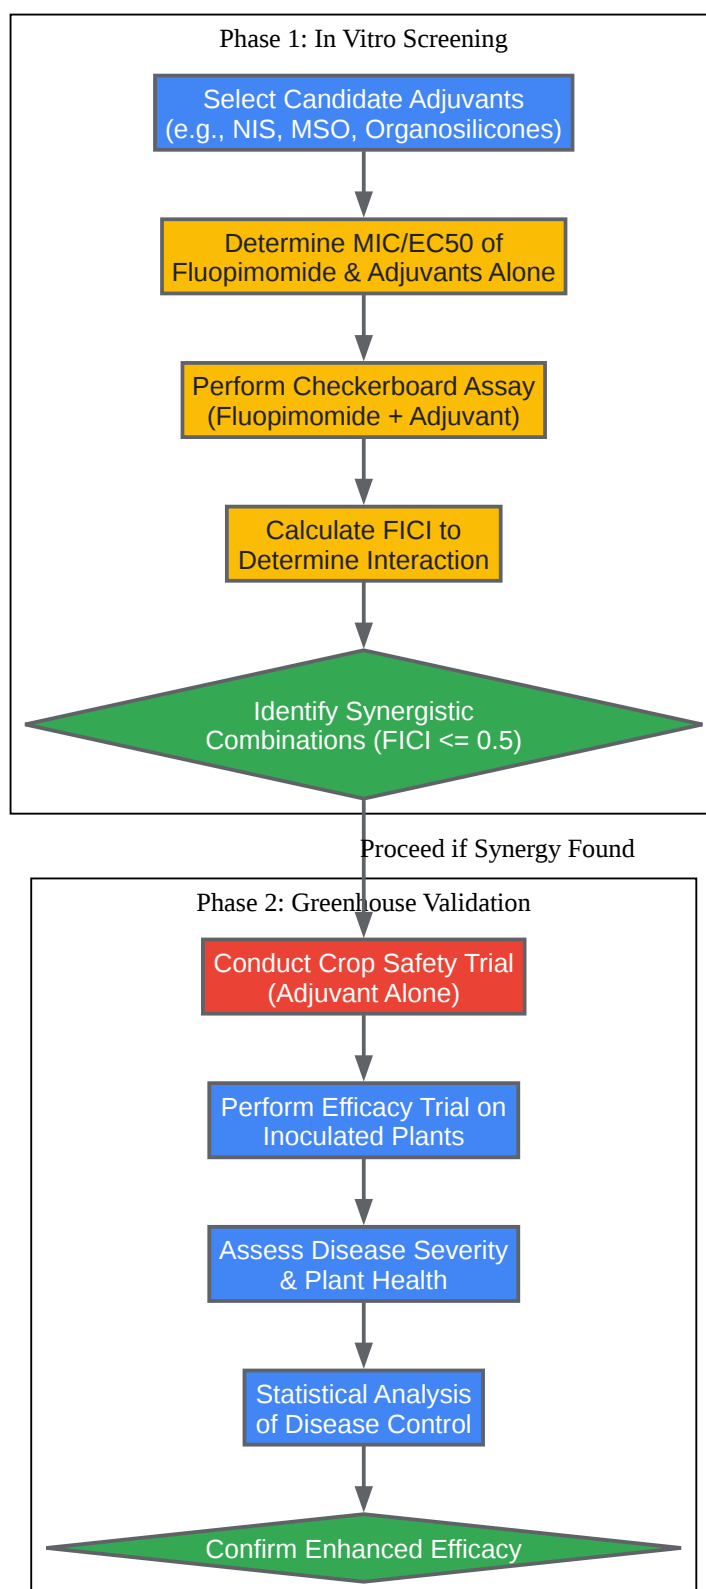 Phase 1: In Vitro Screening
Select Candidate Adjuvants
(e.g., NIS, MSO, Organosilicones)
Determine MIC/EC50 of
Fluopimomide & Adjuvants Alone
Perform Checkerboard Assay
(Fluopimomide + Adjuvant)
Calculate FICI to
Determine Interaction
Identify Synergistic
Combinations (FICI <= 0.5)
Proceed if Synergy Found
Phase 2: Greenhouse Validation
Conduct Crop Safety Trial
(Adjuvant Alone)
Perform Efficacy Trial on
Inoculated Plants
Assess Disease Severity
& Plant Health
Statistical Analysis
of Disease Control
Confirm Enhanced Efficacy